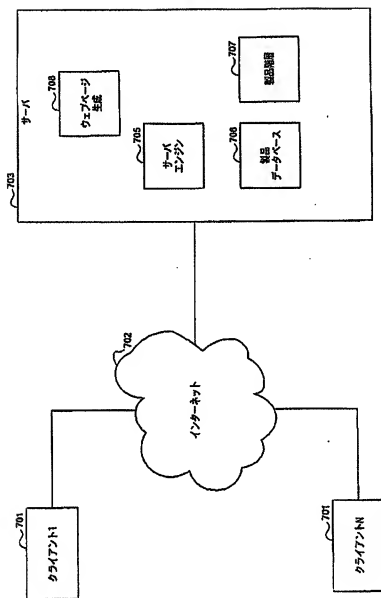 701
クライアント1
701
クライアントN
702
インターネット
703
サーバ
708
ウェブページ
生成
705
サーバ
エンジン
706
製品
データベース
707
製品階層